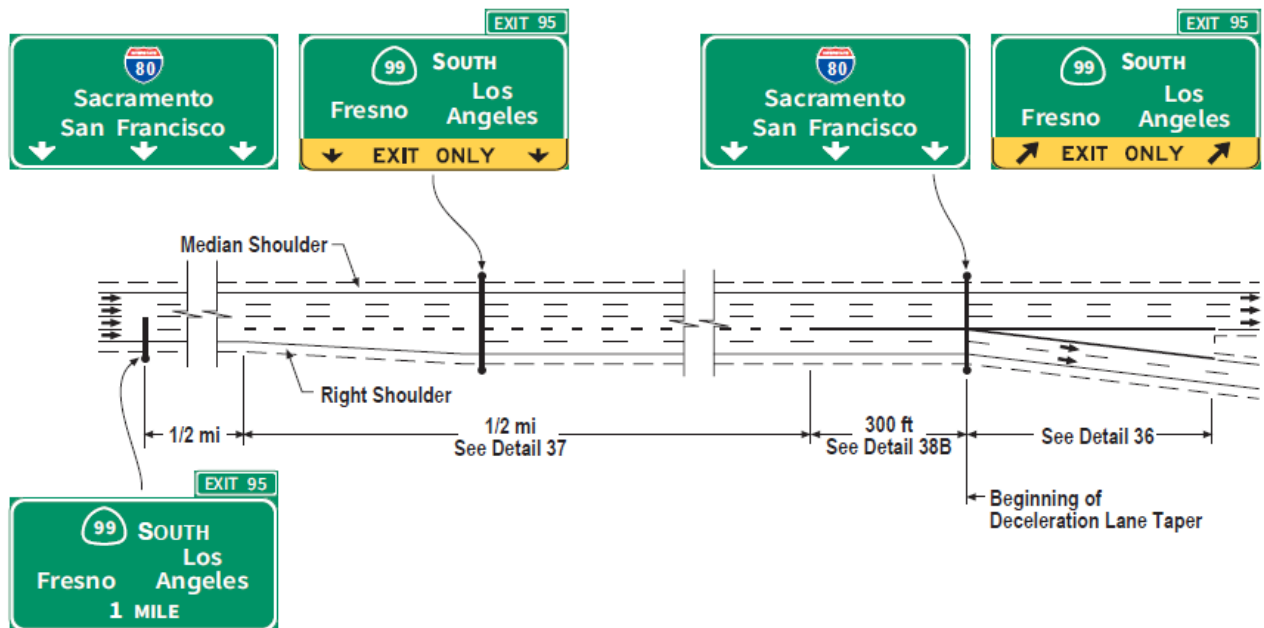 EXIT 95
EXIT 95
INTERSTATE
80
Sacramento
San Francisco
99 SOUTH
Fresno Los Angeles
EXIT ONLY
INTERSTATE
80
Sacramento
San Francisco
99 SOUTH
Fresno Los Angeles
EXIT ONLY
Median Shoulder
Right Shoulder
1/2 mi
1/2 mi
See Detail 37
300 ft
See Detail 38B
See Detail 36
Beginning of
Deceleration Lane Taper
EXIT 95
99 SOUTH
Fresno Los Angeles
1 MILE